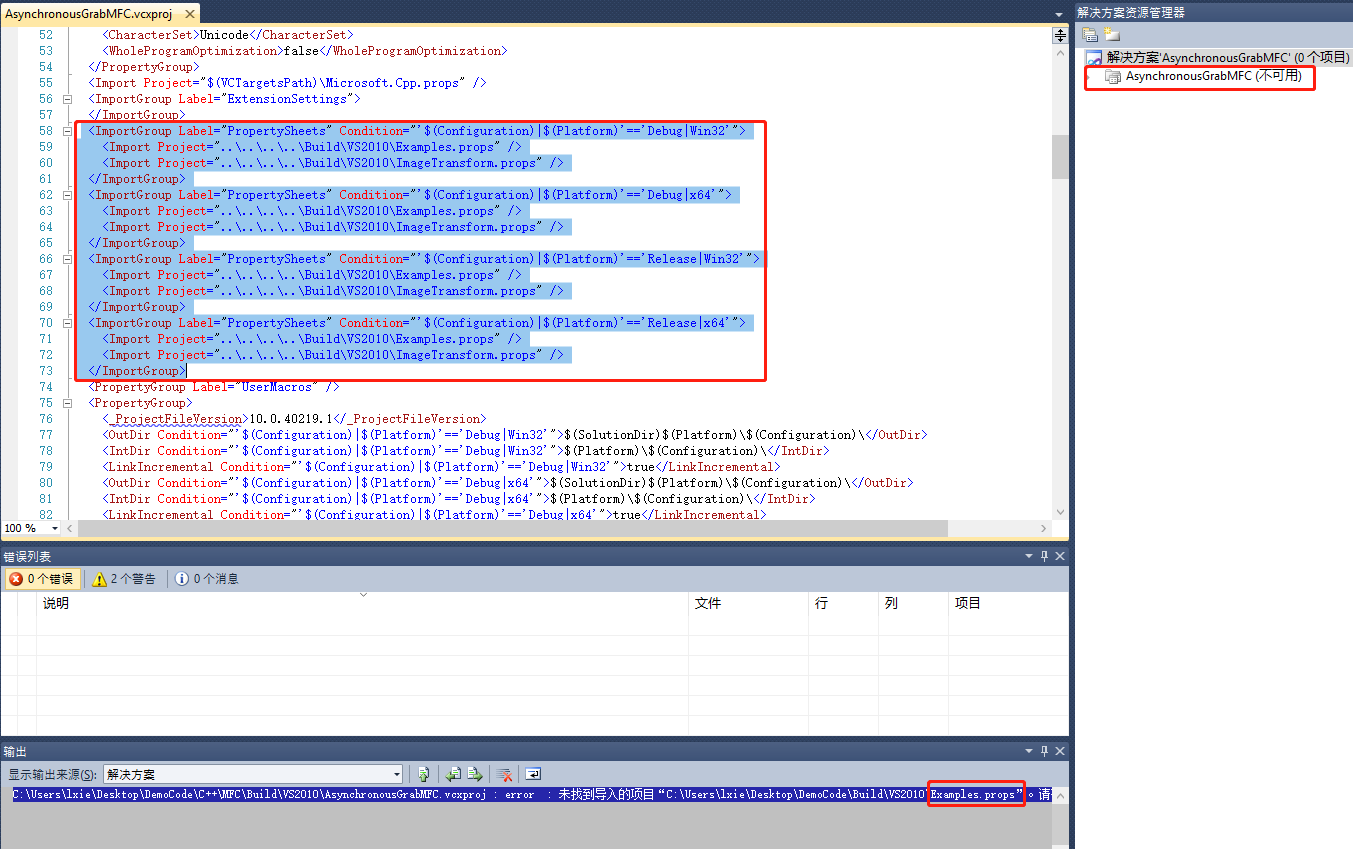 AsynchronousGrabMFC.vcxproj
52 <CharacterSet>Unicode</CharacterSet>
53 <WholeProgramOptimization>false</WholeProgramOptimization>
54 </PropertyGroup>
55 <Import Project="$(VCTargetsPath)\Microsoft.Cpp.props" />
56 <ImportGroup Label="ExtensionSettings">
57 </ImportGroup>
58 <ImportGroup Label="PropertySheets" Condition="'$(Configuration)|$(Platform)'=='Debug|Win32'">
59 <Import Project="..\..\..\..\Build\VS2010\Examples.props" />
60 <Import Project="..\..\..\..\Build\VS2010\ImageTransform.props" />
61 </ImportGroup>
62 <ImportGroup Label="PropertySheets" Condition="'$(Configuration)|$(Platform)'=='Debug|x64'">
63 <Import Project="..\..\..\..\Build\VS2010\Examples.props" />
64 <Import Project="..\..\..\..\Build\VS2010\ImageTransform.props" />
65 </ImportGroup>
66 <ImportGroup Label="PropertySheets" Condition="'$(Configuration)|$(Platform)'=='Release|Win32'">
67 <Import Project="..\..\..\..\Build\VS2010\Examples.props" />
68 <Import Project="..\..\..\..\Build\VS2010\ImageTransform.props" />
69 </ImportGroup>
70 <ImportGroup Label="PropertySheets" Condition="'$(Configuration)|$(Platform)'=='Release|x64'">
71 <Import Project="..\..\..\..\Build\VS2010\Examples.props" />
72 <Import Project="..\..\..\..\Build\VS2010\ImageTransform.props" />
73 </ImportGroup>
74 <PropertyGroup Label="UserMacros" />
75 <PropertyGroup>
76 <_ProjectFileVersion>10.0.40219.1</_ProjectFileVersion>
77 <OutDir Condition="'$(Configuration)|$(Platform)'=='Debug|Win32'">$(SolutionDir)$(Platform)\$(Configuration)\</OutDir>
78 <IntDir Condition="'$(Configuration)|$(Platform)'=='Debug|Win32'">$(Platform)\$(Configuration)\</IntDir>
79 <LinkIncremental Condition="'$(Configuration)|$(Platform)'=='Debug|Win32'">true</LinkIncremental>
80 <OutDir Condition="'$(Configuration)|$(Platform)'=='Debug|x64'">$(SolutionDir)$(Platform)\$(Configuration)\</OutDir>
81 <IntDir Condition="'$(Configuration)|$(Platform)'=='Debug|x64'">$(Platform)\$(Configuration)\</IntDir>
82 <LinkIncremental Condition="'$(Configuration)|$(Platform)'=='Debug|x64'">true</LinkIncremental>
100 %
错误列表
0 个错误 2 个警告 0 个消息
说明 文件 行 列 项目
输出
显示输出来源(S): 解决方案
C:\Users\lxie\Desktop\DemoCode\C++\MFC\Build\VS2010\AsynchronousGrabMFC.vcxproj : error : 未找到导入的项目“C:\Users\lxie\Desktop\DemoCode\Build\VS2010\Examples.props”。请
解决方案资源管理器
解决方案'AsynchronousGrabMFC' (0 个项目)
AsynchronousGrabMFC (不可用)